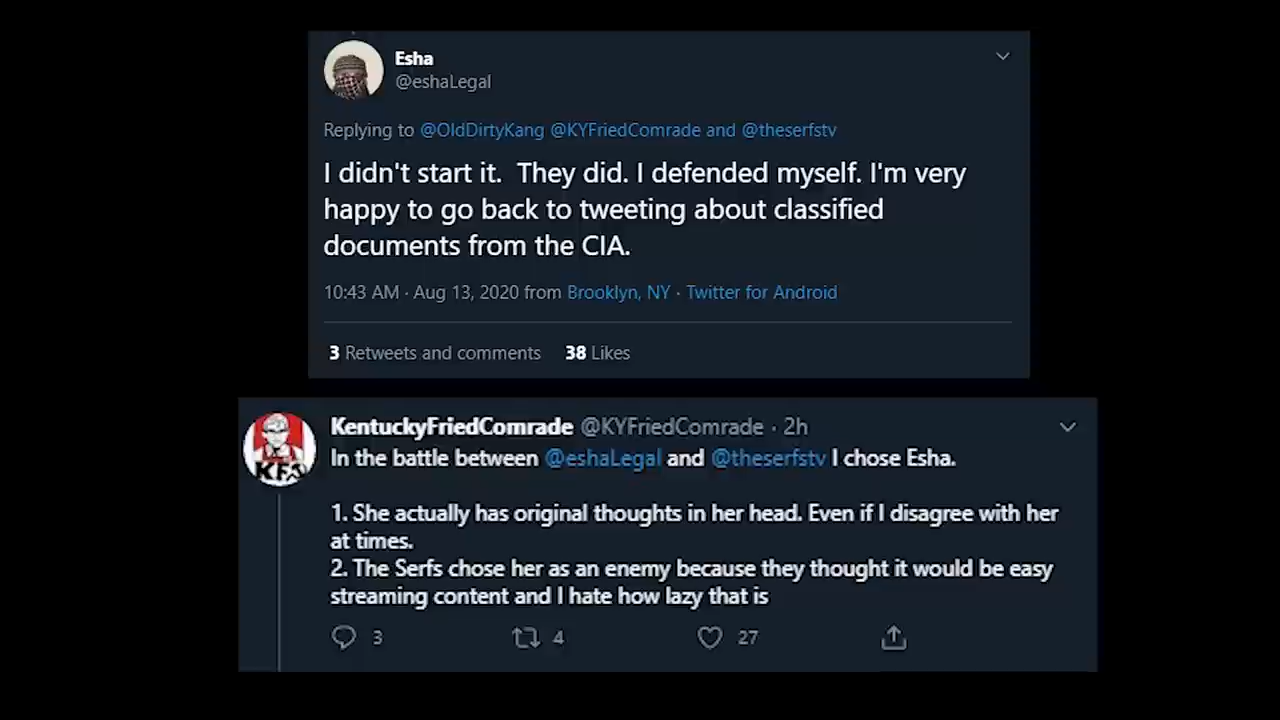 Esha
@eshaLegal
Replying to @OldDirtyKang @KYFriedComrade and @theserfstv
I didn't start it.  They did. I defended myself. I'm very
happy to go back to tweeting about classified
documents from the CIA.
10:43 AM · Aug 13, 2020 from Brooklyn, NY · Twitter for Android
3 Retweets and comments 38 Likes
KentuckyFriedComrade @KYFriedComrade · 2h
In the battle between @eshaLegal and @theserfstv I chose Esha.
1. She actually has original thoughts in her head. Even if I disagree with her
at times.
2. The Serfs chose her as an enemy because they thought it would be easy
streaming content and I hate how lazy that is
KFC
3 4 27